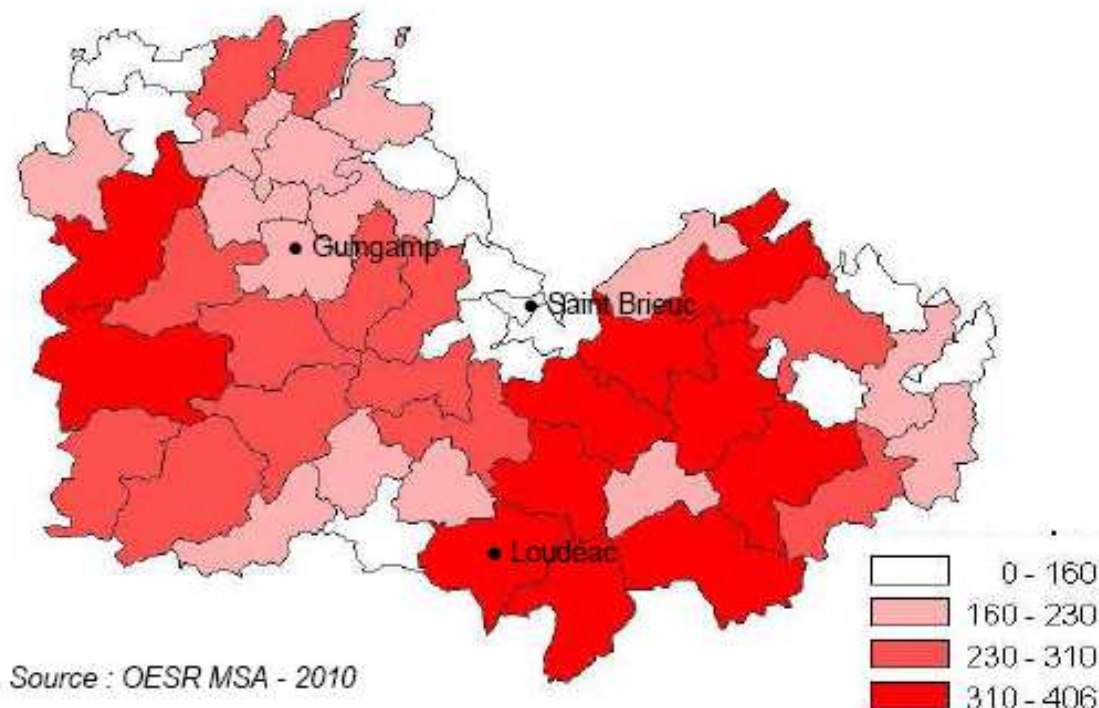 Guingamp
Saint Brieuc
Loudéac
0 - 160
160 - 230
230 - 310
310 - 406
Source : OESR MSA - 2010